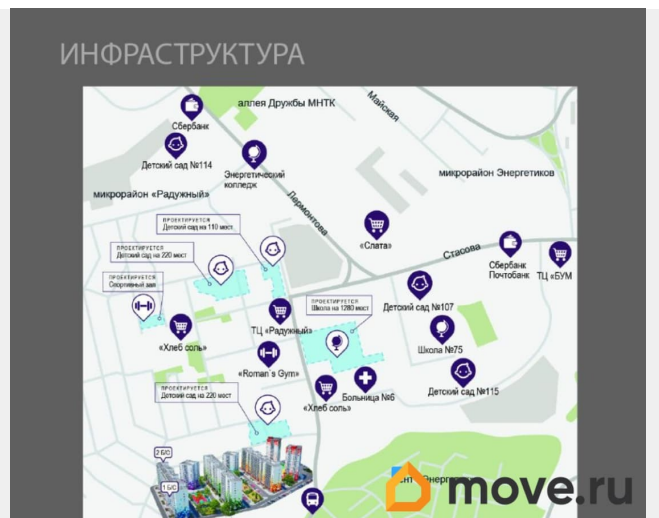 ИНФРАСТРУКТУРА
аллея Дружбы МНТК
Майская
Сбербанк
Детский сад №114
Энергетический
колледж
микрорайон Энергетиков
микрорайон «Радужный»
Лермонтова
ПРОЕКТИРУЕТСЯ
Детский сад на 110 мест
«Слата»
ПРОЕКТИРУЕТСЯ
Детский сад на 220 мест
Стасова
Сбербанк
Почтобанк
ТЦ «БУМ
ПРОЕКТИРУЕТСЯ
Спортивный зал
ПРОЕКТИРУЕТСЯ
Школа на 1280 мест
Детский сад №107
ТЦ «Радужный»
«Хлеб соль»
Школа №75
«Roman`s Gym»
ПРОЕКТИРУЕТСЯ
Детский сад на 220 мест
Больница №6
Детский сад №115
«Хлеб соль»
2 Б/С
1 Б/С
move.ru